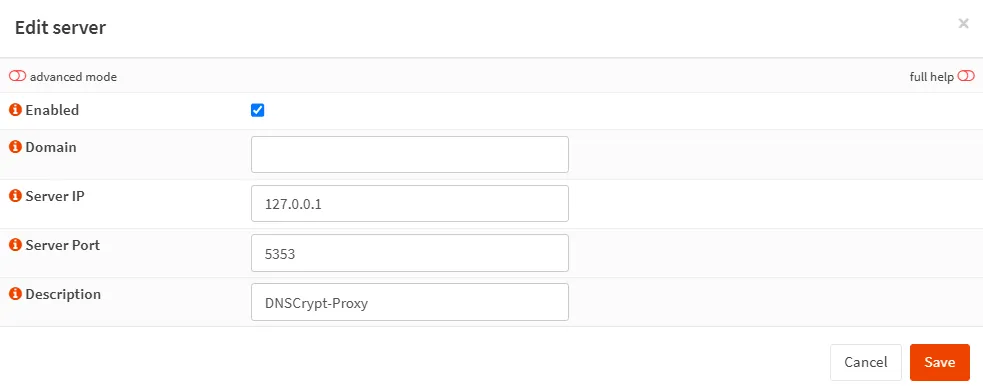 Edit server
×
advanced mode
full help
Enabled
Domain
Server IP
127.0.0.1
Server Port
5353
Description
DNSCrypt-Proxy
Cancel
Save